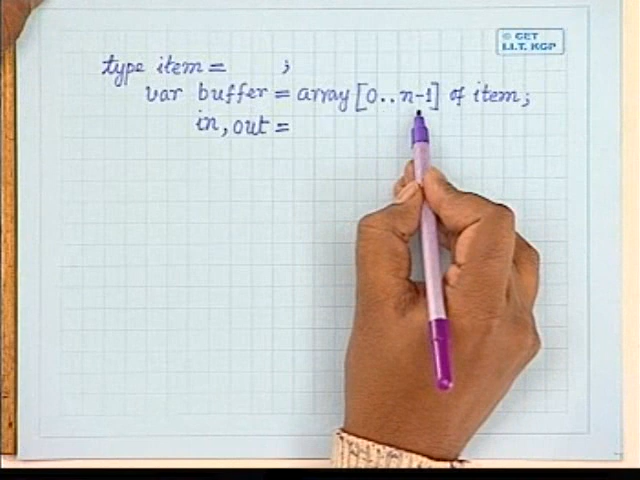 © CET
I.I.T. KGP
type item = ;
var buffer = array [0..n-1] of item;
in, out =